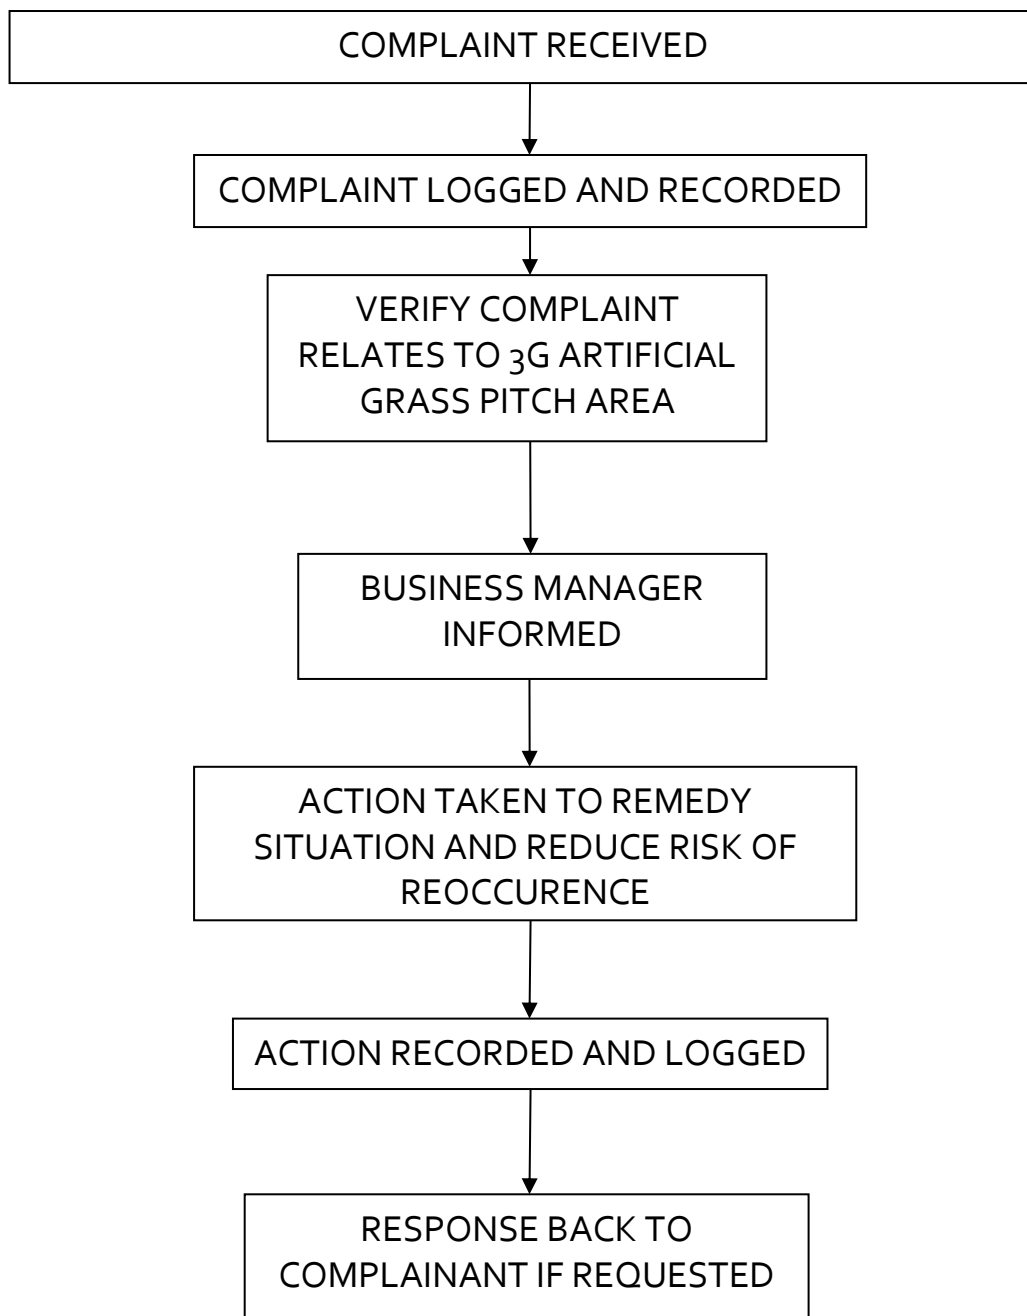 COMPLAINT RECEIVED
COMPLAINT LOGGED AND RECORDED
VERIFY COMPLAINT
RELATES TO 3G ARTIFICIAL
GRASS PITCH AREA
BUSINESS MANAGER
INFORMED
ACTION TAKEN TO REMEDY
SITUATION AND REDUCE RISK OF
REOCCURENCE
ACTION RECORDED AND LOGGED
RESPONSE BACK TO
COMPLAINANT IF REQUESTED